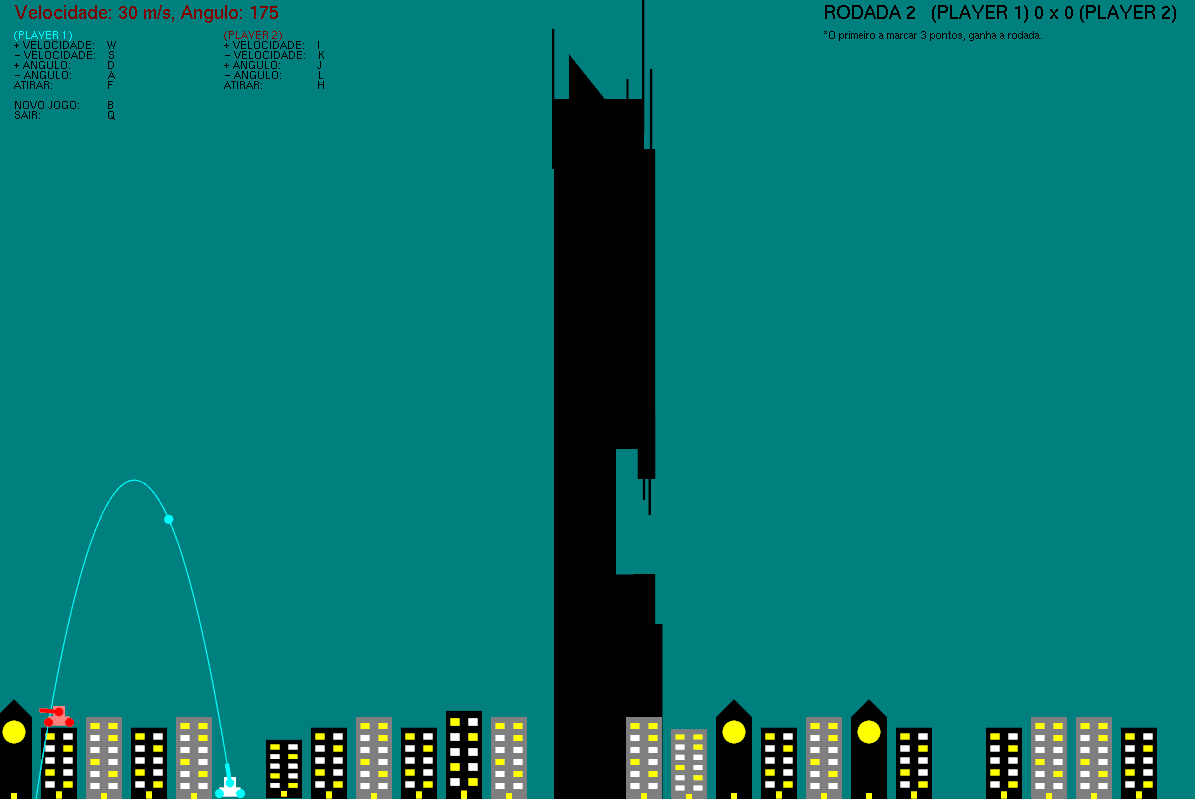 Velocidade: 30 m/s, Angulo: 175
RODADA 2 (PLAYER 1) 0 x 0 (PLAYER 2)
*O primeiro a marcar 3 pontos, ganha a rodada.
(PLAYER 1)
+ VELOCIDADE: W
- VELOCIDADE: S
+ ANGULO: D
- ANGULO: A
ATIRAR: F
NOVO JOGO: B
SAIR: Q
(PLAYER 2)
+ VELOCIDADE: I
- VELOCIDADE: K
+ ANGULO: J
- ANGULO: L
ATIRAR: H